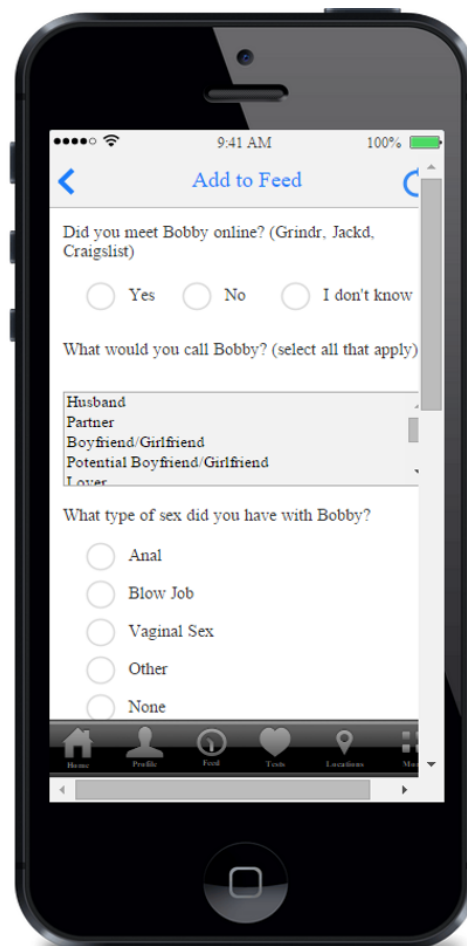 9:41 AM 100%
Add to Feed
Did you meet Bobby online? (Grindr, Jackd,
Craigslist)
Yes No I don't know
What would you call Bobby? (select all that apply)
Husband
Partner
Boyfriend/Girlfriend
Potential Boyfriend/Girlfriend
Lover
What type of sex did you have with Bobby?
Anal
Blow Job
Vaginal Sex
Other
None
Home Profile Feed Tests Locations